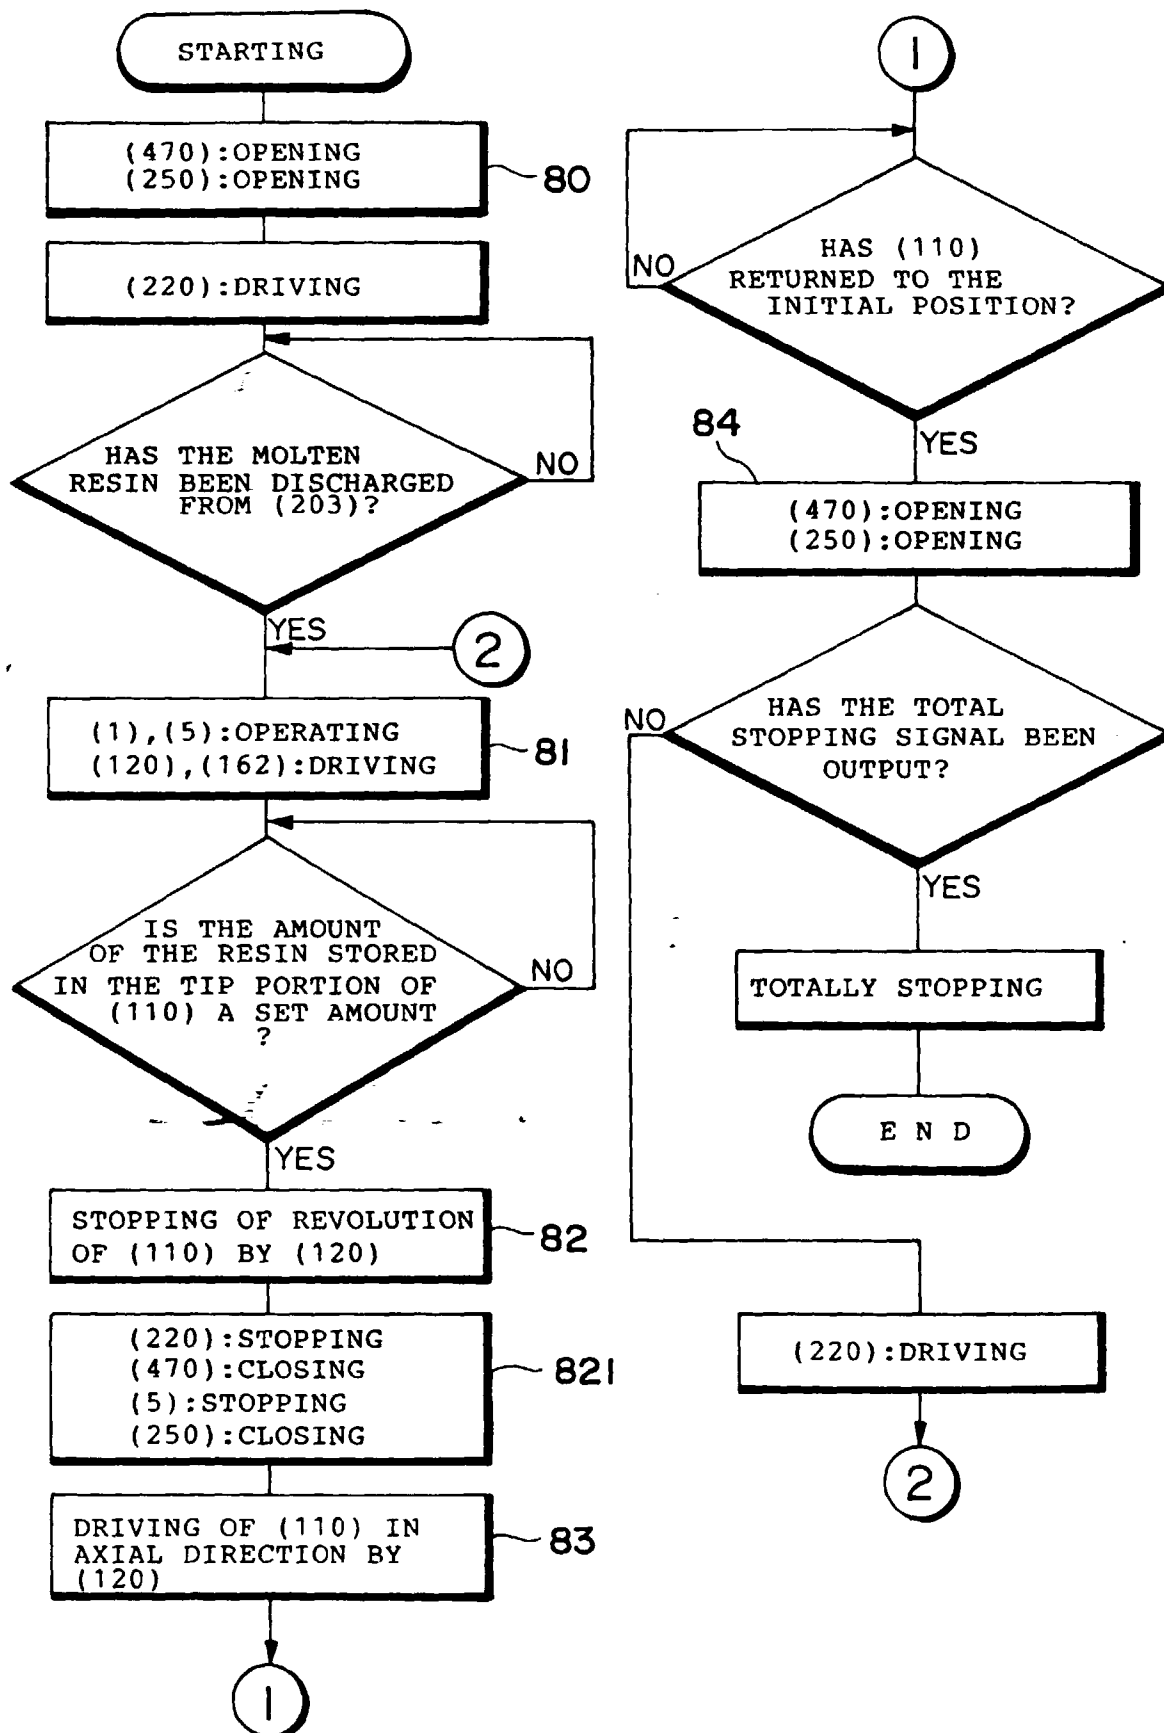 STARTING
(470):OPENING
(250):OPENING
80
(220):DRIVING
HAS THE MOLTEN
RESIN BEEN DISCHARGED
FROM (203)?
NO
YES
2
(1),(5):OPERATING
(120),(162):DRIVING
81
IS THE AMOUNT
OF THE RESIN STORED
IN THE TIP PORTION OF
(110) A SET AMOUNT
?
NO
YES
STOPPING OF REVOLUTION
OF (110) BY (120)
82
(220):STOPPING
(470):CLOSING
(5):STOPPING
(250):CLOSING
821
DRIVING OF (110) IN
AXIAL DIRECTION BY
(120)
83
1
1
HAS (110)
RETURNED TO THE
INITIAL POSITION?
NO
YES
84
(470):OPENING
(250):OPENING
HAS THE TOTAL
STOPPING SIGNAL BEEN
OUTPUT?
NO
YES
TOTALLY STOPPING
END
(220):DRIVING
2